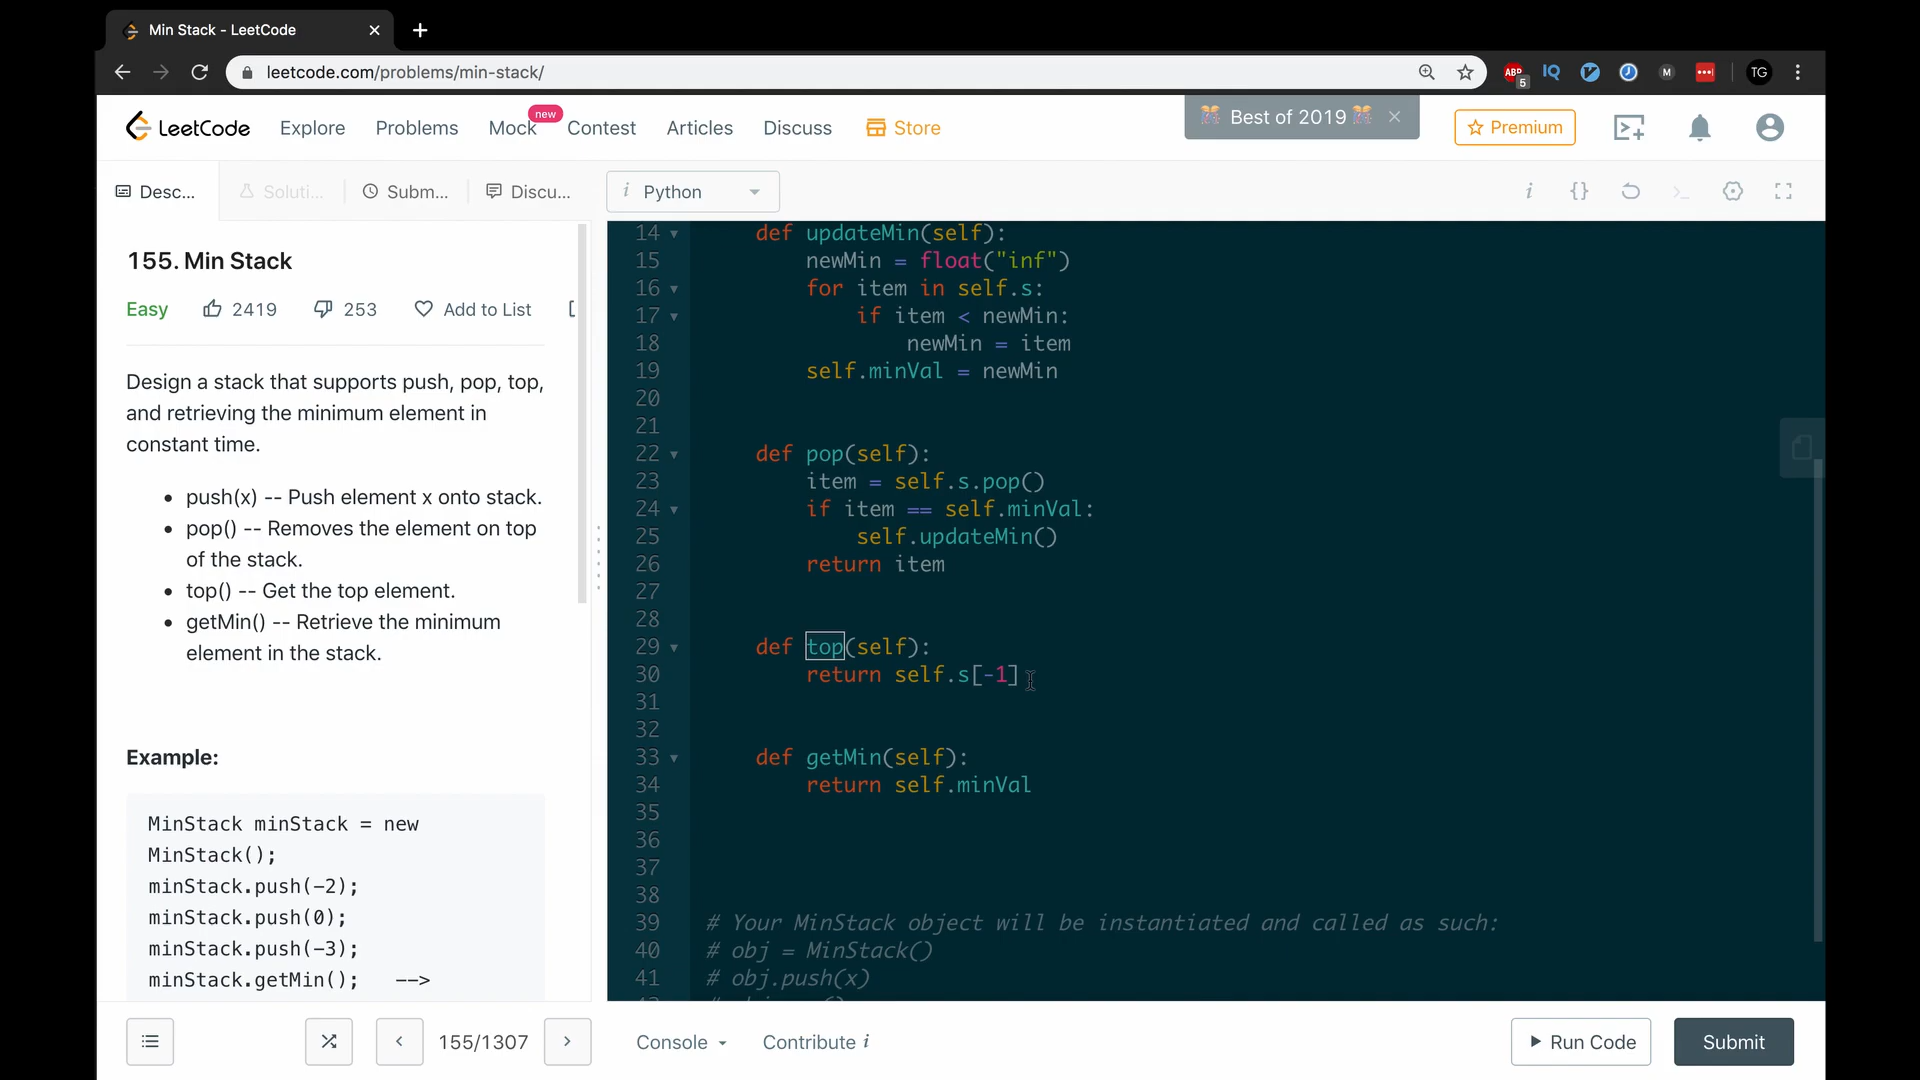 Min Stack - LeetCode
leetcode.com/problems/min-stack/
ABP
5
IQ
M
TG
LeetCode
Explore
Problems
Mock
new
Contest
Articles
Discuss
Store
Best of 2019
Premium
Desc...
Soluti...
Subm...
Discu...
i Python
i
{}
155. Min Stack
Easy
2419
253
Add to List
Design a stack that supports push, pop, top,
and retrieving the minimum element in
constant time.
• push(x) -- Push element x onto stack.
• pop() -- Removes the element on top
of the stack.
• top() -- Get the top element.
• getMin() -- Retrieve the minimum
element in the stack.
Example:
MinStack minStack = new
MinStack();
minStack.push(-2);
minStack.push(0);
minStack.push(-3);
minStack.getMin();   -->
14 def updateMin(self):
15 newMin = float("inf")
16 for item in self.s:
17 if item < newMin:
18 newMin = item
19 self.minVal = newMin
20
21
22 def pop(self):
23 item = self.s.pop()
24 if item == self.minVal:
25 self.updateMin()
26 return item
27
28
29 def top(self):
30 return self.s[-1]
31
32
33 def getMin(self):
34 return self.minVal
35
36
37
38
39 # Your MinStack object will be instantiated and called as such:
40 # obj = MinStack()
41 # obj.push(x)
155/1307
Console
Contribute i
Run Code
Submit